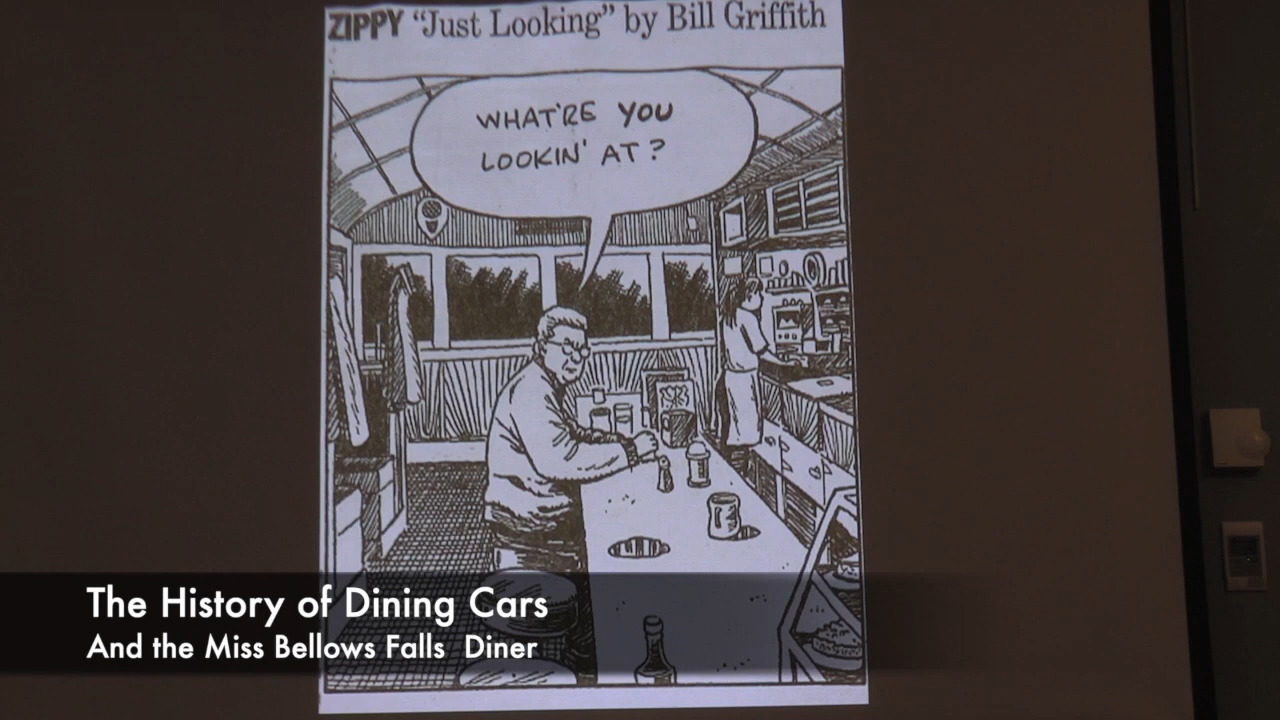 ZIPPY “Just Looking” by Bill Griffith
WHAT'RE YOU
LOOKIN' AT?
The History of Dining Cars
And the Miss Bellows Falls Diner